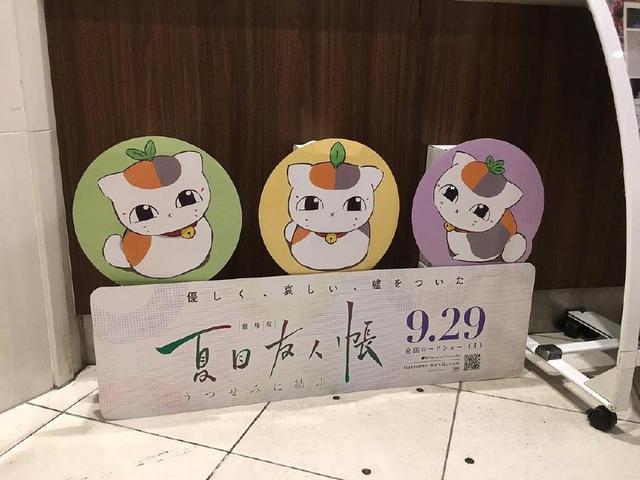 優しく、哀しい、嘘をついた
劇場版
夏目友人帳
うつせみに結ぶ
9.29
全国ロードショー(土)